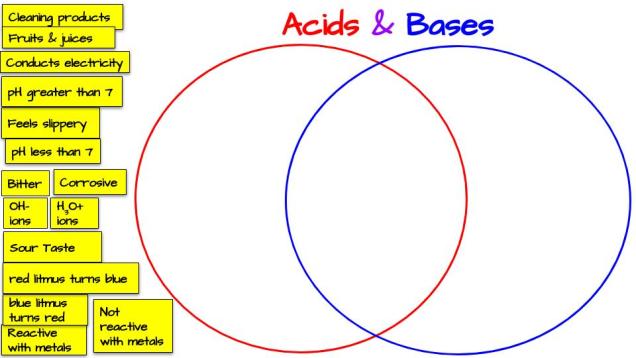 Acids & Bases
Cleaning products
Fruits & juices
Conducts electricity
pH greater than 7
Feels slippery
pH less than 7
Bitter
Corrosive
OH-
ions
H3O+
ions
Sour Taste
red litmus turns blue
blue litmus
turns red
Not
reactive
with metals
Reactive
with metals